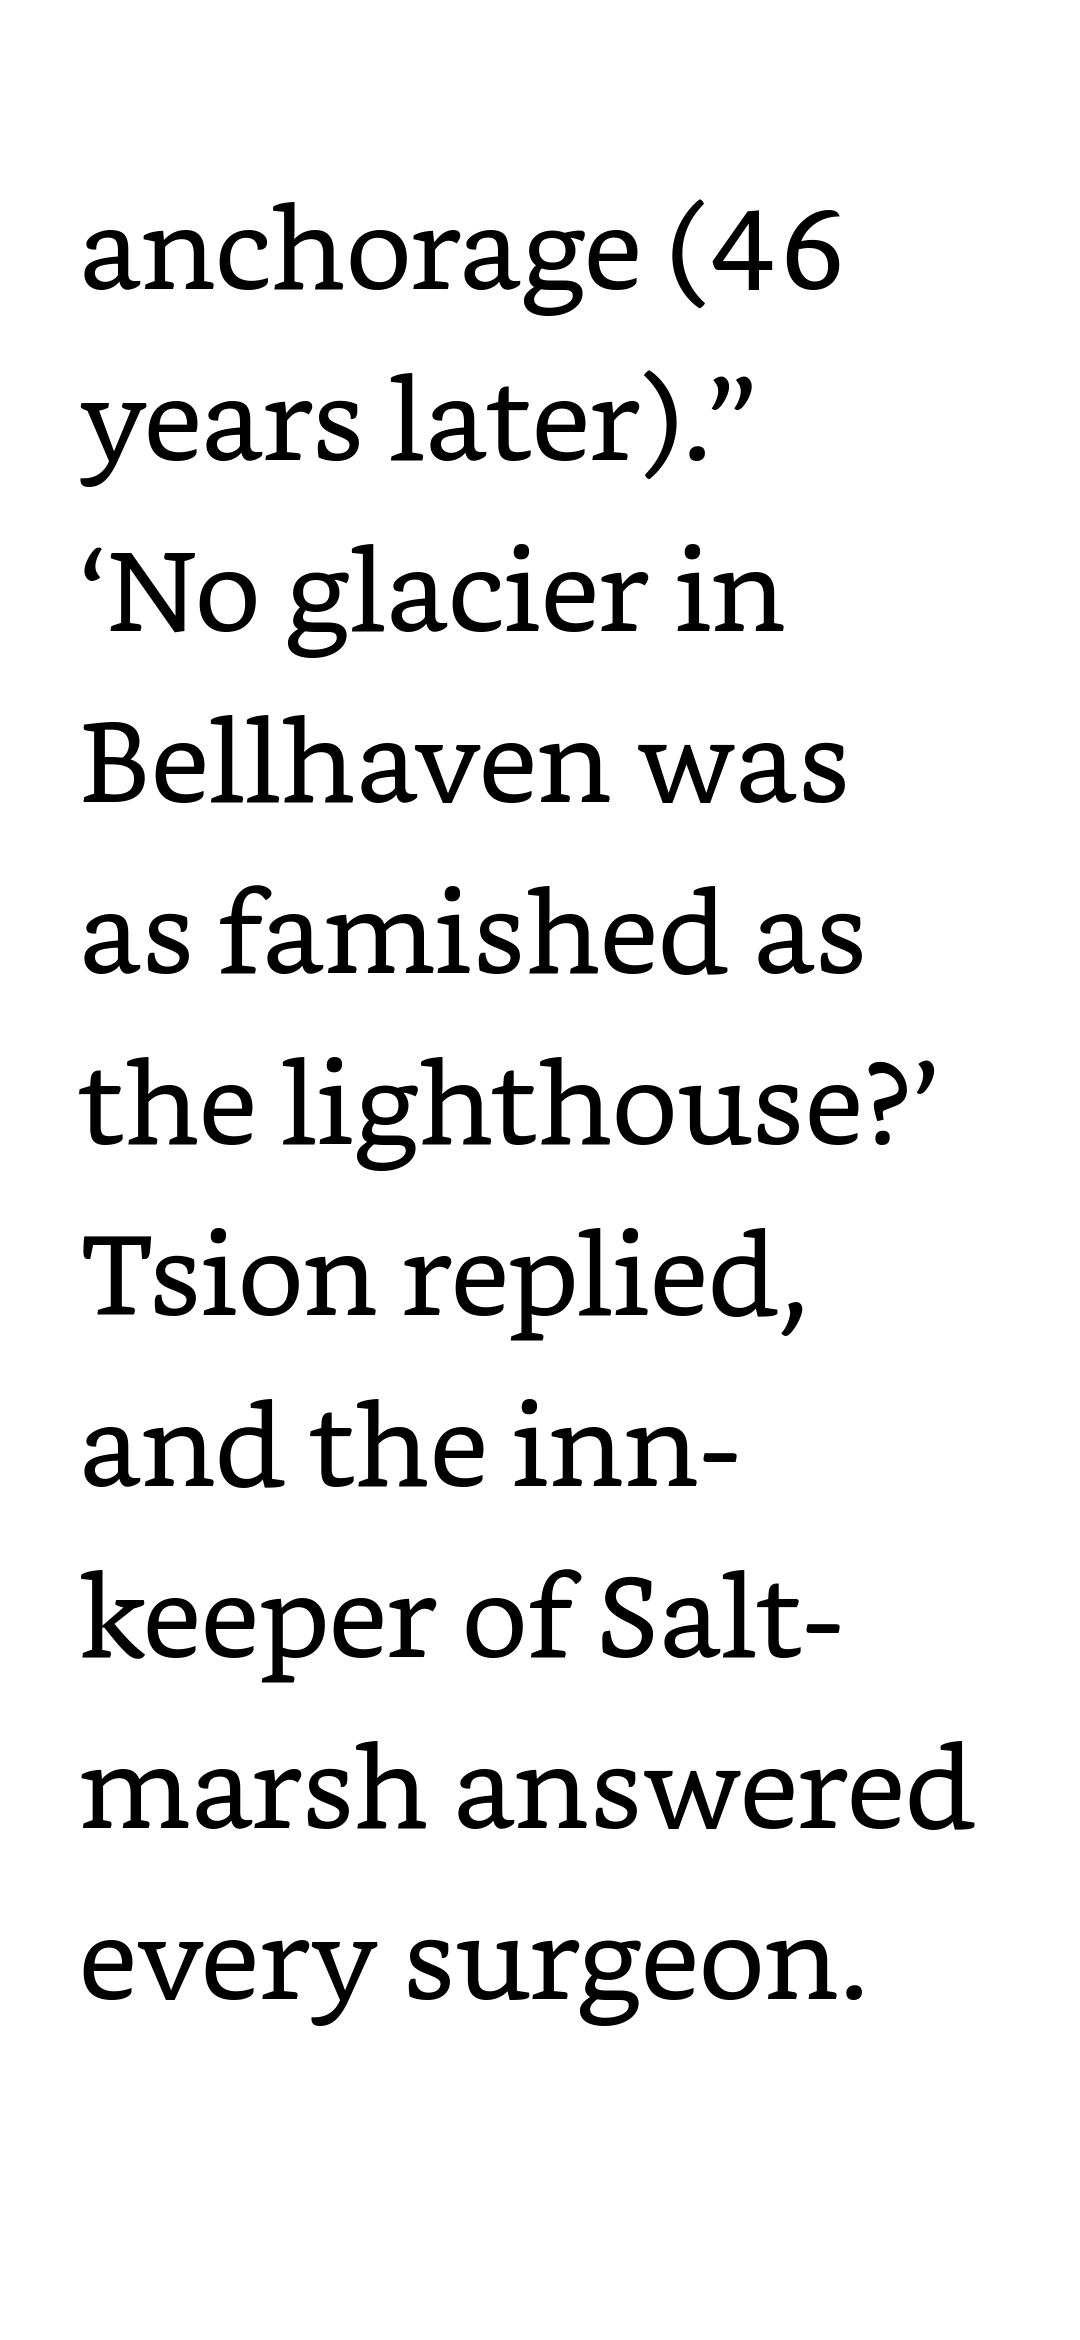 anchorage (46
years later).”
‘No glacier in
Bellhaven was
as famished as
the lighthouse?’
Tsion replied,
and the inn-
keeper of Salt-
marsh answered
every surgeon.